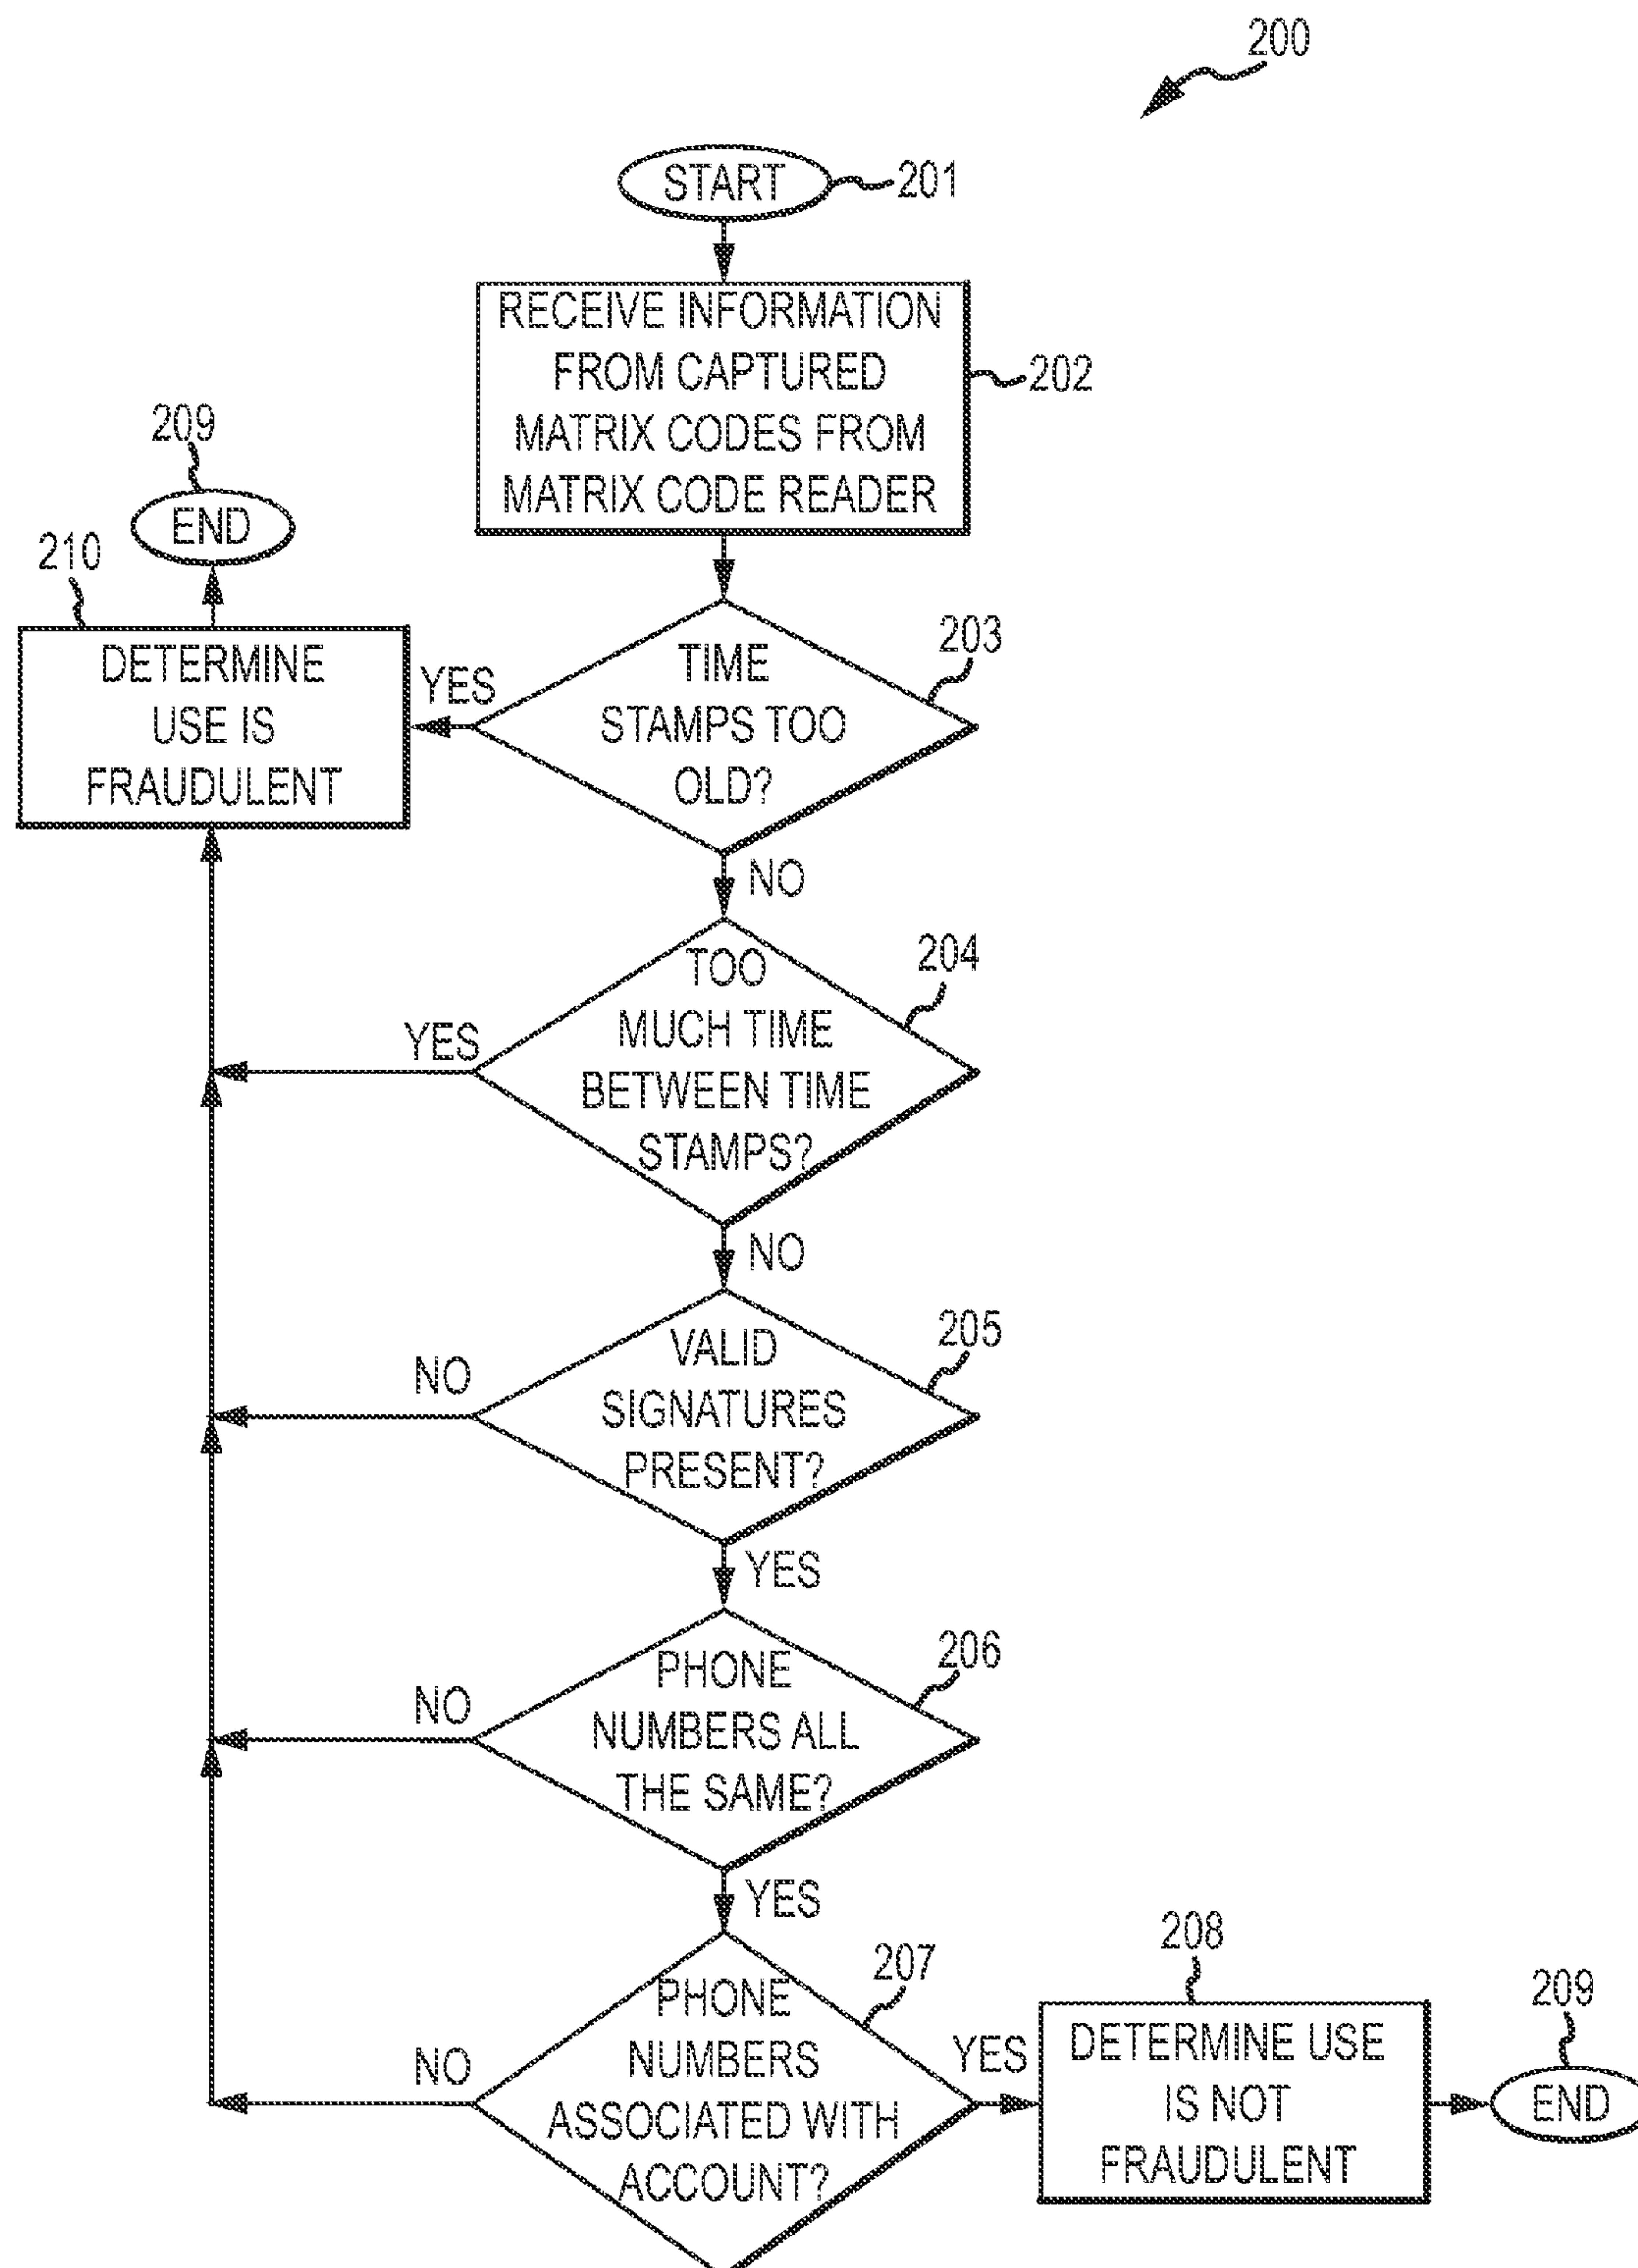 200
START
201
RECEIVE INFORMATION
FROM CAPTURED
MATRIX CODES FROM
MATRIX CODE READER
202
209
END
210
DETERMINE
USE IS
FRAUDULENT
YES
TIME
STAMPS TOO
OLD?
203
NO
TOO
MUCH TIME
BETWEEN TIME
STAMPS?
204
YES
NO
VALID
SIGNATURES
PRESENT?
205
NO
YES
PHONE
NUMBERS ALL
THE SAME?
206
NO
YES
PHONE
NUMBERS
ASSOCIATED WITH
ACCOUNT?
207
NO
YES
208
DETERMINE USE
IS NOT
FRAUDULENT
209
END